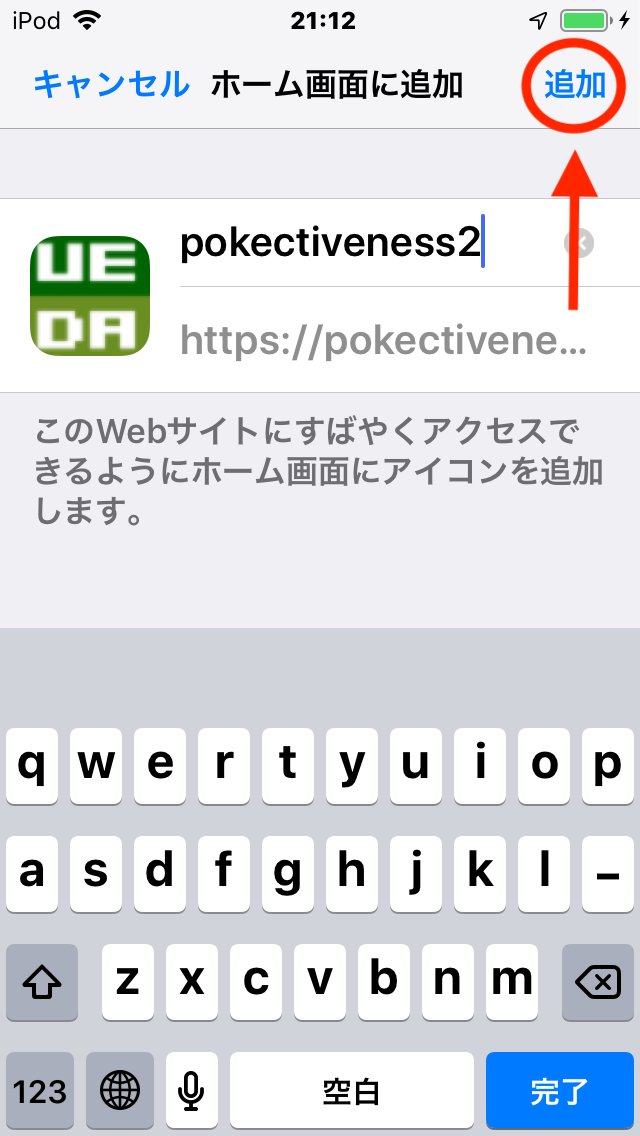 iPod 21:12
キャンセル ホーム画面に追加 追加
UE
DA
pokectiveness2
https://pokectivene…
このWebサイトにすばやくアクセスで
きるようにホーム画面にアイコンを追加
します。
q w e r t y u i o p
a s d f g h j k l –
z x c v b n m
123 空白 完了